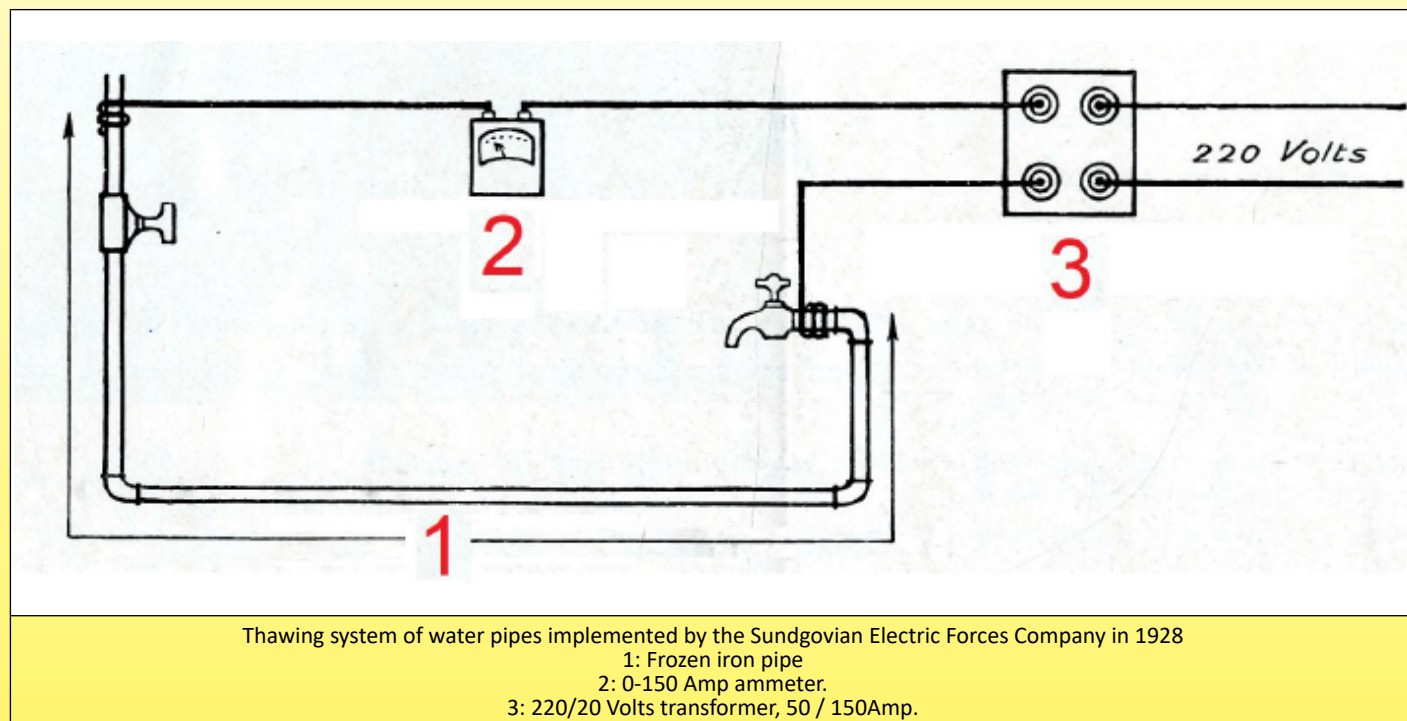 220 Volts
2
3
1
Thawing system of water pipes implemented by the Sundgovian Electric Forces Company in 1928
1: Frozen iron pipe
2: 0-150 Amp ammeter.
3: 220/20 Volts transformer, 50 / 150Amp.